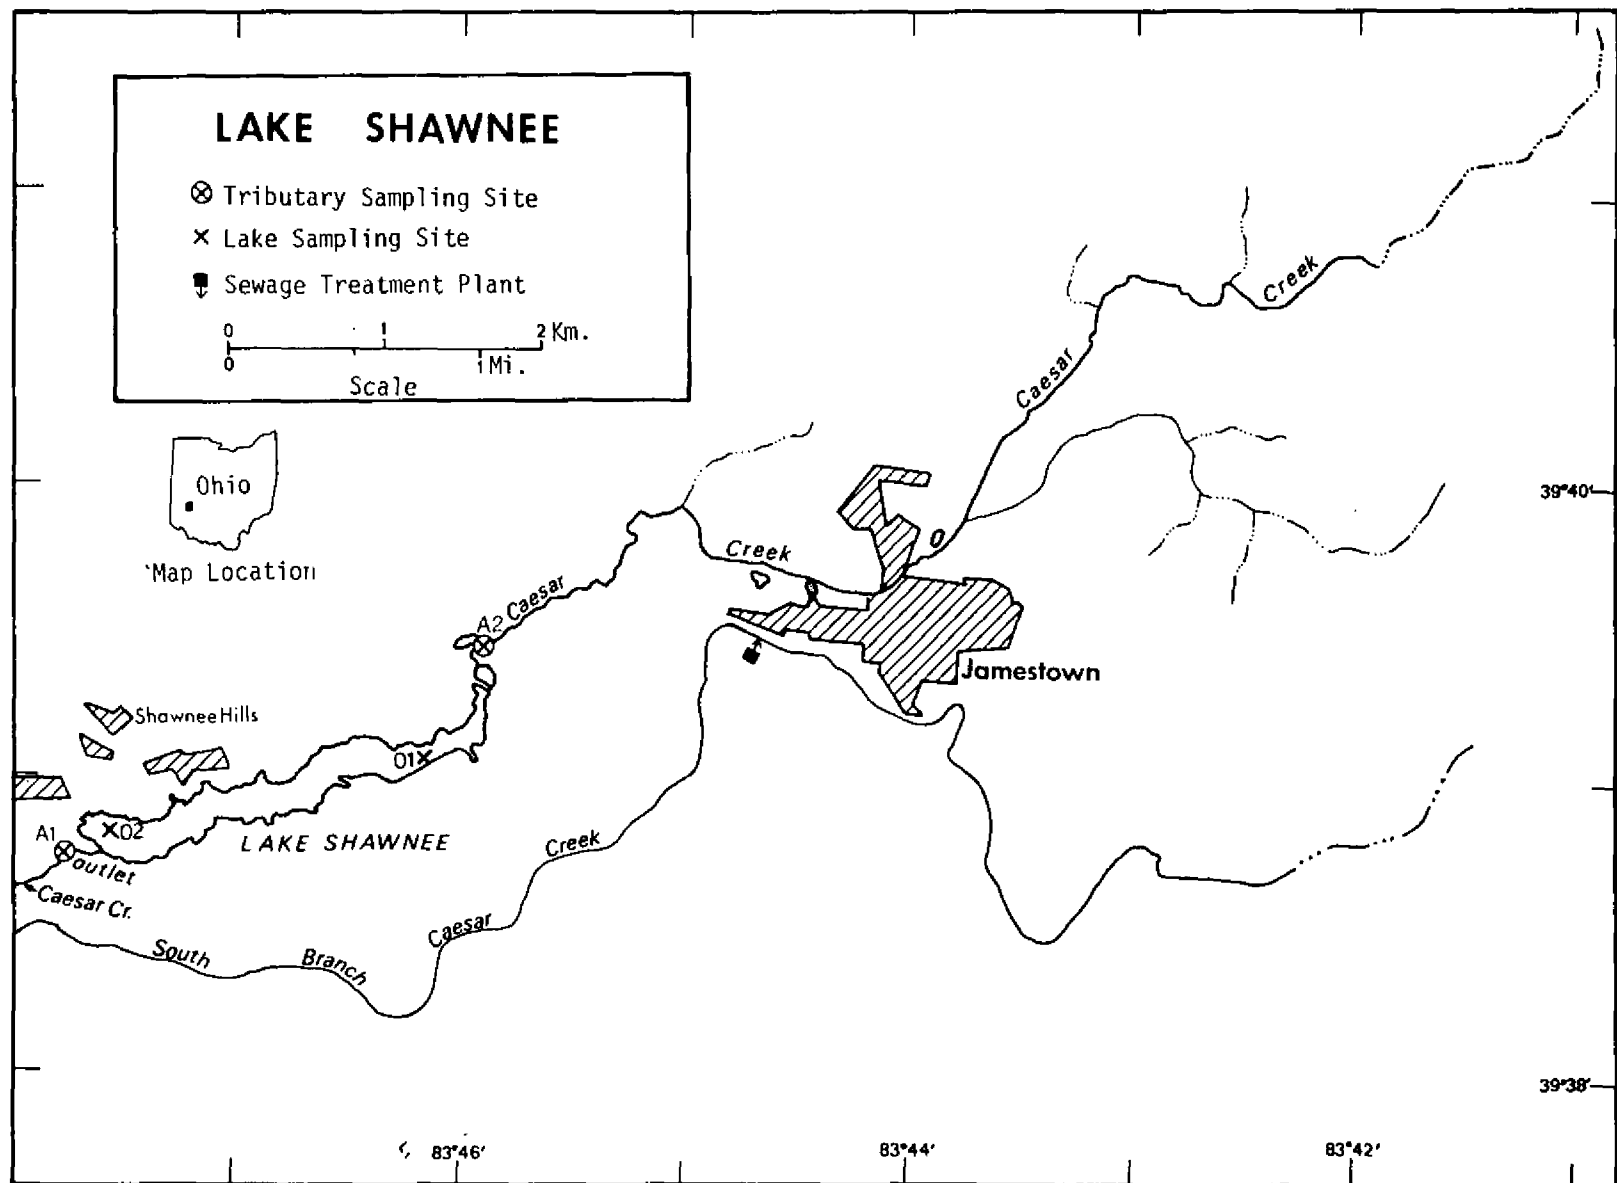 LAKE SHAWNEE
Tributary Sampling Site
Lake Sampling Site
Sewage Treatment Plant
0 1 2 Km.
0 1 Mi.
Scale
Ohio
Map Location
Creek
Caesar
39°40'
Creek
A2
Caesar
Jamestown
Shawnee Hills
01
02
A1
LAKE SHAWNEE
outlet
Caesar Cr.
Creek
Caesar
South
Branch
39°38'
83°46'
83°44'
83°42'